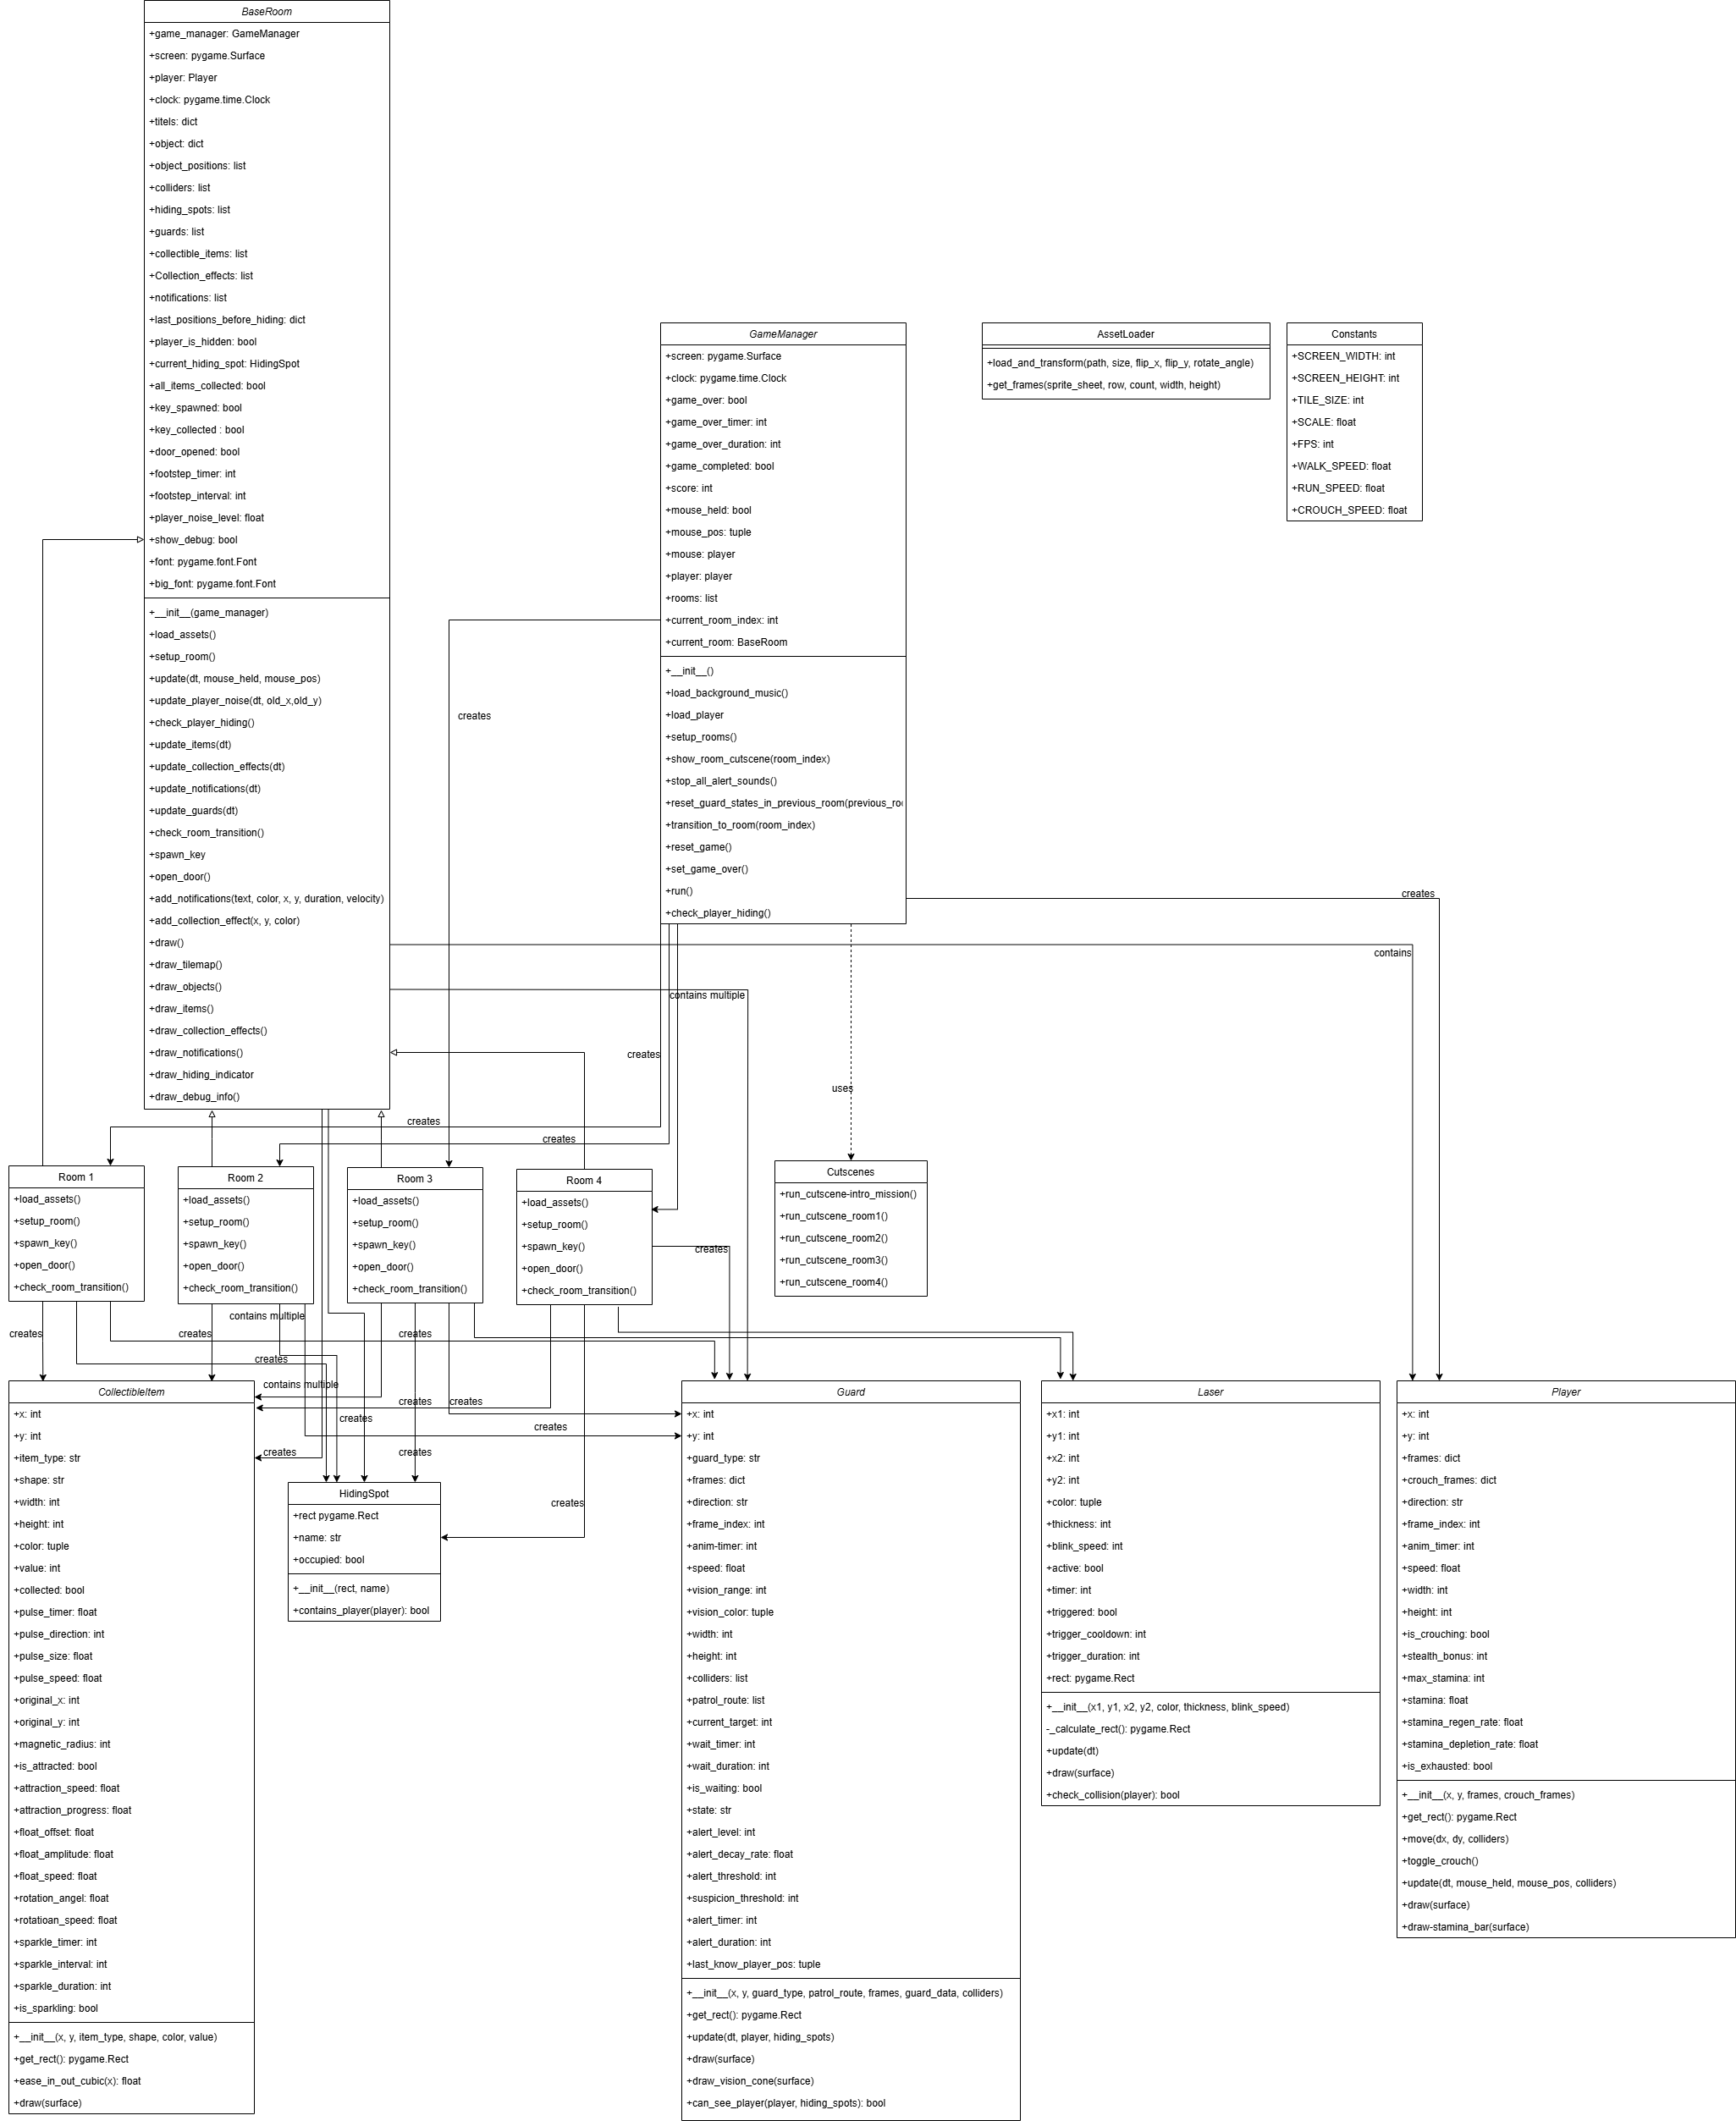 BaseRoom
+game_manager: GameManager
+screen: pygame.Surface
+player: Player
+clock: pygame.time.Clock
+titels: dict
+object: dict
+object_positions: list
+colliders: list
+hiding_spots: list
+guards: list
+collectible_items: list
+Collection_effects: list
+notifications: list
+last_positions_before_hiding: dict
+player_is_hidden: bool
+current_hiding_spot: HidingSpot
+all_items_collected: bool
+key_spawned: bool
+key_collected : bool
+door_opened: bool
+footstep_timer: int
+footstep_interval: int
+player_noise_level: float
+show_debug: bool
+font: pygame.font.Font
+big_font: pygame.font.Font
+__init__(game_manager)
+load_assets()
+setup_room()
+update(dt, mouse_held, mouse_pos)
+update_player_noise(dt, old_x,old_y)
+check_player_hiding()
+update_items(dt)
+update_collection_effects(dt)
+update_notifications(dt)
+update_guards(dt)
+check_room_transition()
+spawn_key
+open_door()
+add_notifications(text, color, x, y, duration, velocity)
+add_collection_effect(x, y, color)
+draw()
+draw_tilemap()
+draw_objects()
+draw_items()
+draw_collection_effects()
+draw_notifications()
+draw_hiding_indicator
+draw_debug_info()
GameManager
+screen: pygame.Surface
+clock: pygame.time.Clock
+game_over: bool
+game_over_timer: int
+game_over_duration: int
+game_completed: bool
+score: int
+mouse_held: bool
+mouse_pos: tuple
+mouse: player
+player: player
+rooms: list
+current_room_index: int
+current_room: BaseRoom
+__init__()
+load_background_music()
+load_player
+setup_rooms()
+show_room_cutscene(room_index)
+stop_all_alert_sounds()
+reset_guard_states_in_previous_room(previous_roo
+transition_to_room(room_index)
+reset_game()
+set_game_over()
+run()
+check_player_hiding()
AssetLoader
+load_and_transform(path, size, flip_x, flip_y, rotate_angle)
+get_frames(sprite_sheet, row, count, width, height)
Constants
+SCREEN_WIDTH: int
+SCREEN_HEIGHT: int
+TILE_SIZE: int
+SCALE: float
+FPS: int
+WALK_SPEED: float
+RUN_SPEED: float
+CROUCH_SPEED: float
creates
creates
contains
contains multiple
creates
uses
creates
creates
Room 1
+load_assets()
+setup_room()
+spawn_key()
+open_door()
+check_room_transition()
Room 2
+load_assets()
+setup_room()
+spawn_key()
+open_door()
+check_room_transition()
Room 3
+load_assets()
+setup_room()
+spawn_key()
+open_door()
+check_room_transition()
Room 4
+load_assets()
+setup_room()
+spawn_key()
+open_door()
+check_room_transition()
Cutscenes
+run_cutscene-intro_mission()
+run_cutscene_room1()
+run_cutscene_room2()
+run_cutscene_room3()
+run_cutscene_room4()
creates
contains multiple
creates
creates
creates
creates
contains multiple
creates
creates
creates
creates
creates
creates
creates
CollectibleItem
+x: int
+y: int
+item_type: str
+shape: str
+width: int
+height: int
+color: tuple
+value: int
+collected: bool
+pulse_timer: float
+pulse_direction: int
+pulse_size: float
+pulse_speed: float
+original_x: int
+original_y: int
+magnetic_radius: int
+is_attracted: bool
+attraction_speed: float
+attraction_progress: float
+float_offset: float
+float_amplitude: float
+float_speed: float
+rotation_angel: float
+rotatioan_speed: float
+sparkle_timer: int
+sparkle_interval: int
+sparkle_duration: int
+is_sparkling: bool
+__init__(x, y, item_type, shape, color, value)
+get_rect(): pygame.Rect
+ease_in_out_cubic(x): float
+draw(surface)
HidingSpot
+rect pygame.Rect
+name: str
+occupied: bool
+__init__(rect, name)
+contains_player(player): bool
Guard
+x: int
+y: int
+guard_type: str
+frames: dict
+direction: str
+frame_index: int
+anim-timer: int
+speed: float
+vision_range: int
+vision_color: tuple
+width: int
+height: int
+colliders: list
+patrol_route: list
+current_target: int
+wait_timer: int
+wait_duration: int
+is_waiting: bool
+state: str
+alert_level: int
+alert_decay_rate: float
+alert_threshold: int
+suspicion_threshold: int
+alert_timer: int
+alert_duration: int
+last_know_player_pos: tuple
+__init__(x, y, guard_type, patrol_route, frames, guard_data, colliders)
+get_rect(): pygame.Rect
+update(dt, player, hiding_spots)
+draw(surface)
+draw_vision_cone(surface)
+can_see_player(player, hiding_spots): bool
Laser
+x1: int
+y1: int
+x2: int
+y2: int
+color: tuple
+thickness: int
+blink_speed: int
+active: bool
+timer: int
+triggered: bool
+trigger_cooldown: int
+trigger_duration: int
+rect: pygame.Rect
+__init__(x1, y1, x2, y2, color, thickness, blink_speed)
-_calculate_rect(): pygame.Rect
+update(dt)
+draw(surface)
+check_collision(player): bool
Player
+x: int
+y: int
+frames: dict
+crouch_frames: dict
+direction: str
+frame_index: int
+anim_timer: int
+speed: float
+width: int
+height: int
+is_crouching: bool
+stealth_bonus: int
+max_stamina: int
+stamina: float
+stamina_regen_rate: float
+stamina_depletion_rate: float
+is_exhausted: bool
+__init__(x, y, frames, crouch_frames)
+get_rect(): pygame.Rect
+move(dx, dy, colliders)
+toggle_crouch()
+update(dt, mouse_held, mouse_pos, colliders)
+draw(surface)
+draw-stamina_bar(surface)